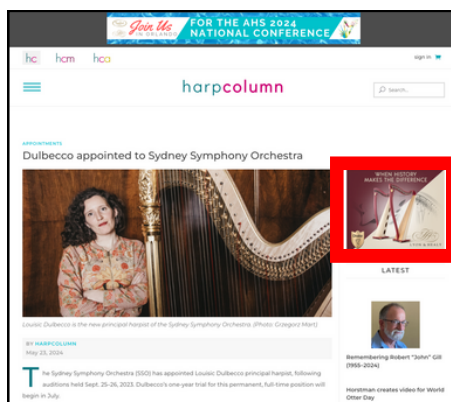 Join Us
IN ORLANDO
FOR THE AHS 2024
NATIONAL CONFERENCE
hc hcm hca
sign in
harpcolumn
Search...
APPOINTMENTS
Dulbecco appointed to Sydney Symphony Orchestra
WHEN HISTORY
MAKES THE DIFFERENCE
LYON & HEALY
LATEST
Louisic Dulbecco is the new principal harpist of the Sydney Symphony Orchestra. (Photo: Grzegorz Mart)
BY HARPCOLUMN
May 23, 2024
Remembering Robert "John" Gill
(1955-2024)
The Sydney Symphony Orchestra (SSO) has appointed Louisic Dulbecco principal harpist, following
auditions held Sept. 25-26, 2023. Dulbecco's one-year trial for this permanent, full-time position will
begin in July.
Horstman creates video for World
Otter Day